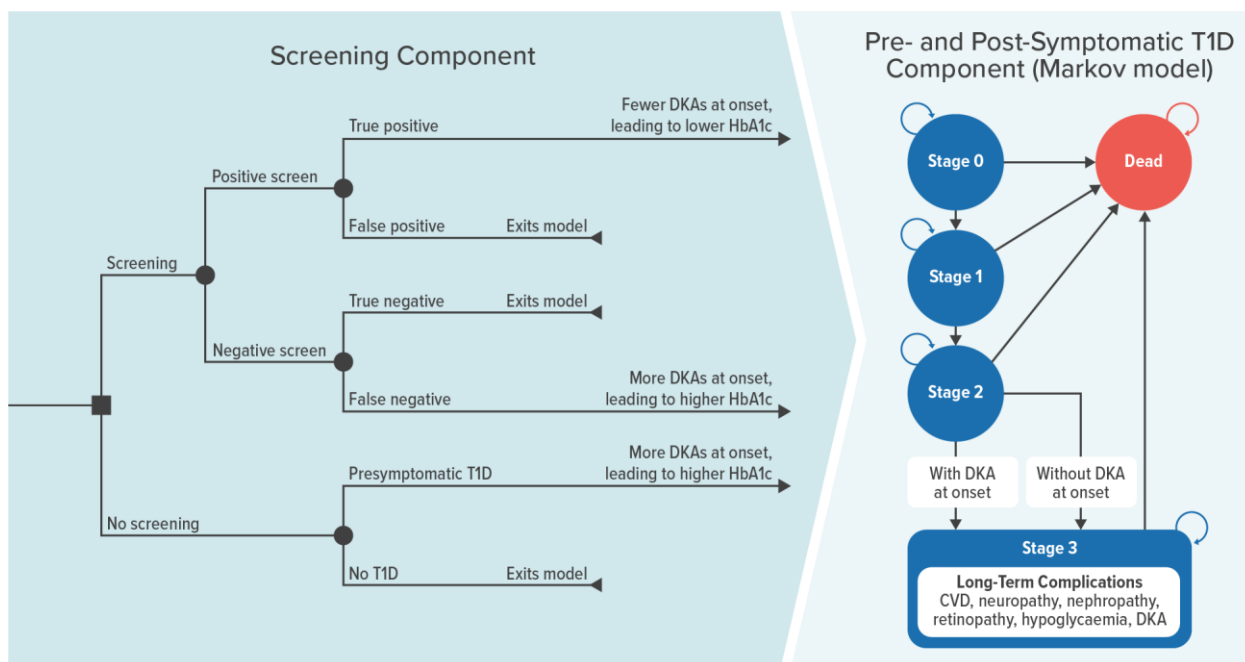 Screening Component
Fewer DKAs at onset,
leading to lower HbA1c
True positive
Positive screen
False positive
Exits model
Screening
True negative
Exits model
Negative screen
More DKAs at onset,
leading to higher HbA1c
False negative
More DKAs at onset,
leading to higher HbA1c
Presymptomatic T1D
No screening
No T1D
Exits model
Pre- and Post-Symptomatic T1D
Component (Markov model)
Stage 0
Dead
Stage 1
Stage 2
With DKA
at onset
Without DKA
at onset
Stage 3
Long-Term Complications
CVD, neuropathy, nephropathy,
retinopathy, hypoglycaemia, DKA